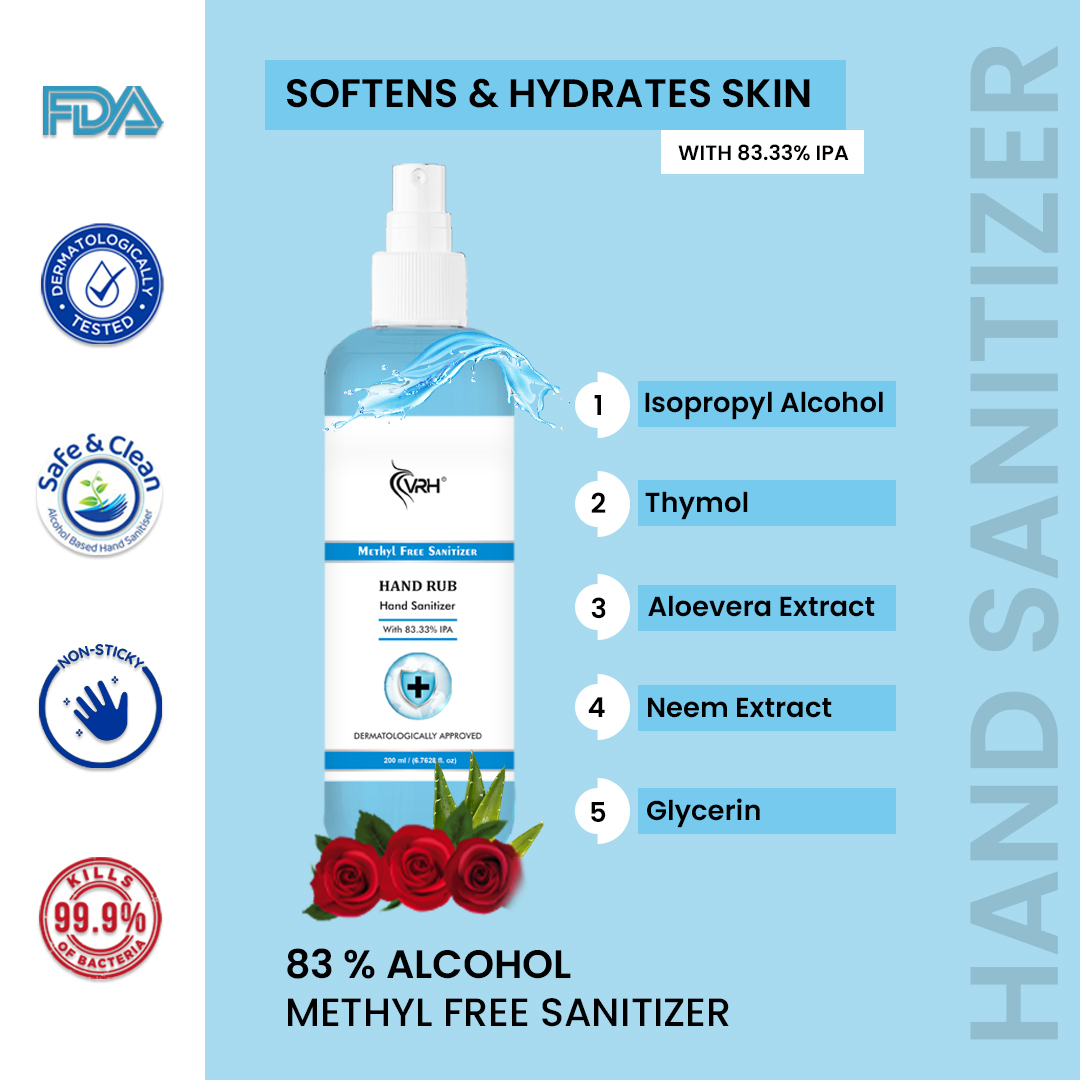 FDA
DERMATOLOGICALLY
TESTED
Safe & Clean
Alcohol Based Hand Sanitiser
NON-STICKY
KILLS
99.9%
OF BACTERIA
SOFTENS & HYDRATES SKIN
WITH 83.33% IPA
VRH©
Methyl Free Sanitizer
HAND RUB
Hand Sanitizer
With 83.33% IPA
DERMATOLOGICALLY APPROVED
200 ml / (6.7628 fl. oz)
1 Isopropyl Alcohol
2 Thymol
3 Aloevera Extract
4 Neem Extract
5 Glycerin
83 % ALCOHOL
METHYL FREE SANITIZER
HAND SANITIZER